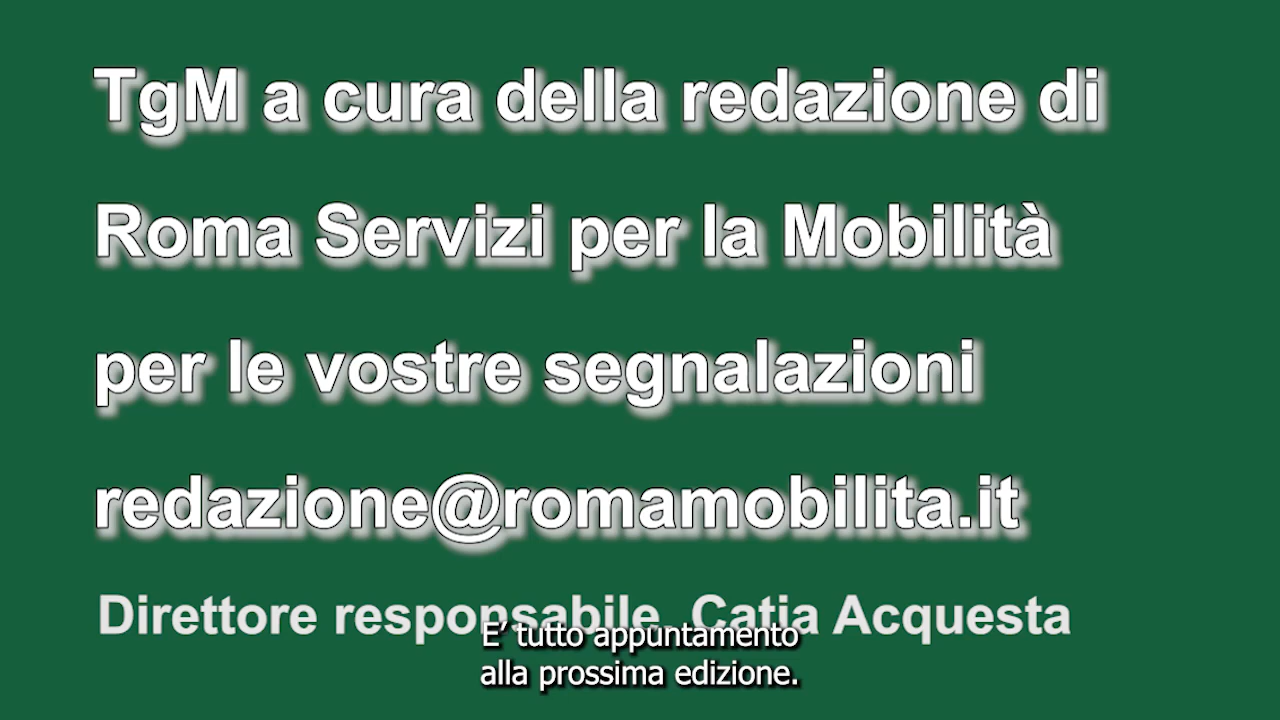 TgM a cura della redazione di
Roma Servizi per la Mobilità
per le vostre segnalazioni
redazione@romamobilita.it
Direttore responsabile Catia Acquesta
E’ tutto appuntamento
alla prossima edizione.